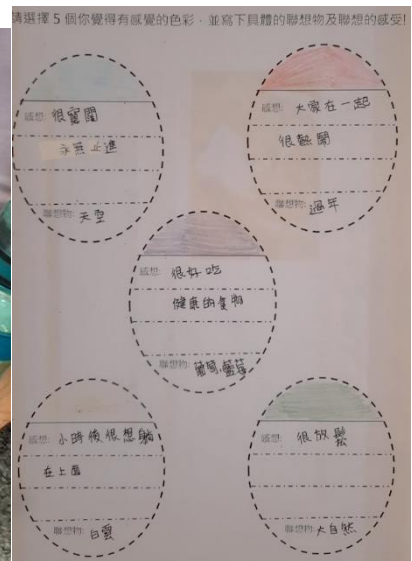 請選擇 5 個你覺得有感覺的色彩，並寫下具體的聯想物及聯想的感受!
感想: 很寬闊
永無止進
聯想物: 天空
感想: 大家在一起
很熱鬧
聯想物: 過年
感想: 很好吃
健康的食物
聯想物: 葡萄,藍莓
感想: 小時後很想躺
在上面
聯想物: 白雲
感想: 很放鬆
聯想物: 大自然